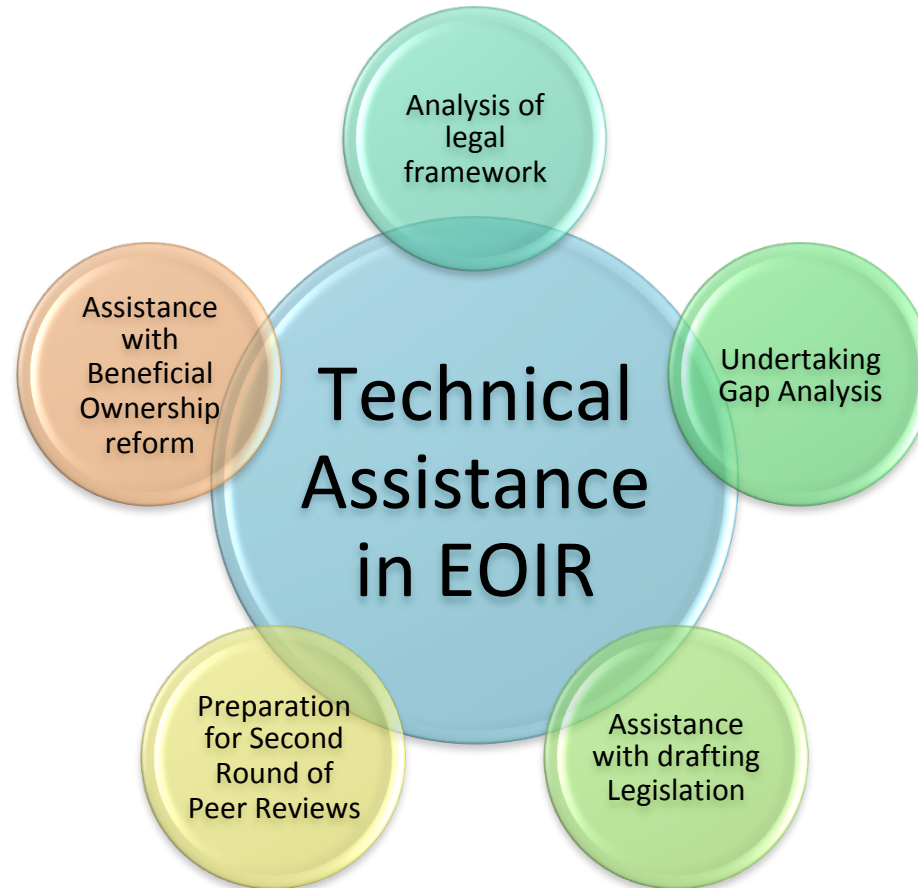 Analysis of
legal
framework
Assistance
with
Beneficial
Ownership
reform
Technical
Assistance
in EOIR
Undertaking
Gap Analysis
Preparation
for Second
Round of
Peer Reviews
Assistance
with drafting
Legislation